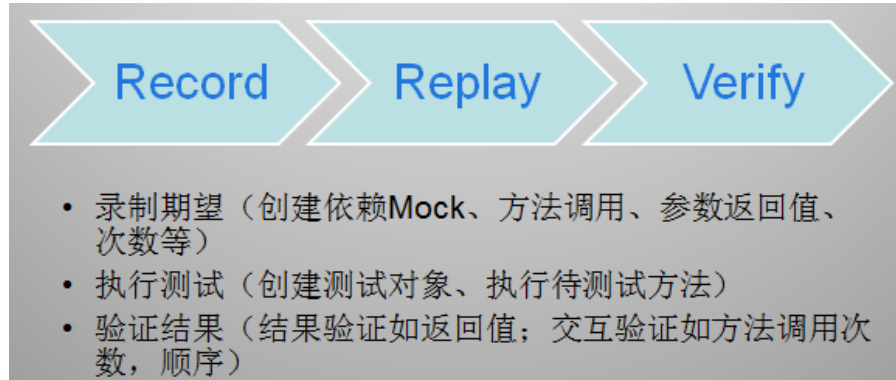 Record
Replay
Verify
• 录制期望（创建依赖Mock、方法调用、参数返回值、
次数等）
• 执行测试（创建测试对象、执行待测试方法）
• 验证结果（结果验证如返回值；交互验证如方法调用次
数，顺序）